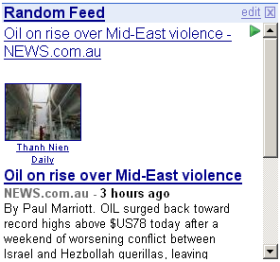 Random Feed
edit
Oil on rise over Mid-East violence -
NEWS.com.au
Thanh Nien
Daily
Oil on rise over Mid-East violence
NEWS.com.au - 3 hours ago
By Paul Marriott. OIL surged back toward
record highs above $US78 today after a
weekend of worsening conflict between
Israel and Hezbollah guerillas, leaving